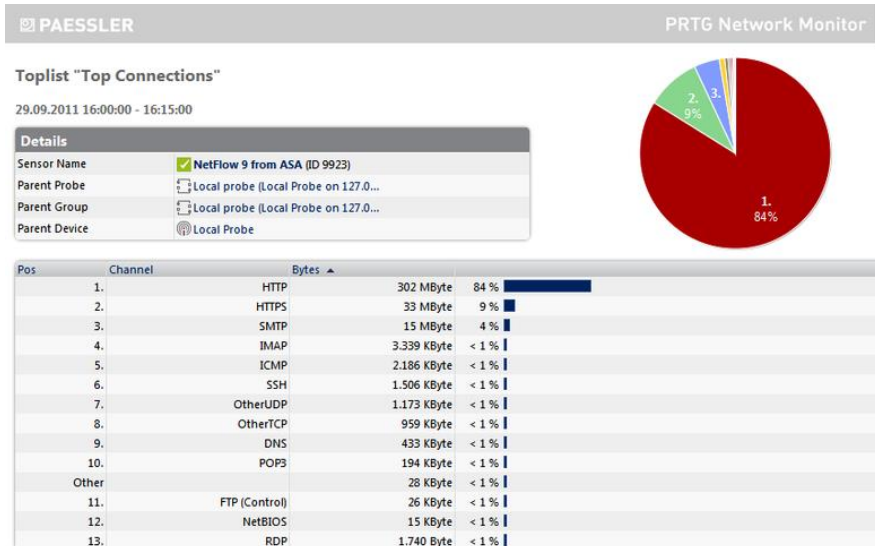 PAESSLER
PRTG Network Monitor
Toplist "Top Connections"
29.09.2011 16:00:00 - 16:15:00
Details
Sensor Name NetFlow 9 from ASA (ID 9923)
Parent Probe Local probe (Local Probe on 127.0...
Parent Group Local probe (Local Probe on 127.0...
Parent Device Local Probe
2.
9%
3.
1.
84%
Pos Channel Bytes
1. HTTP 302 MByte 84 %
2. HTTPS 33 MByte 9 %
3. SMTP 15 MByte 4 %
4. IMAP 3.339 KByte < 1 %
5. ICMP 2.186 KByte < 1 %
6. SSH 1.506 KByte < 1 %
7. OtherUDP 1.173 KByte < 1 %
8. OtherTCP 959 KByte < 1 %
9. DNS 433 KByte < 1 %
10. POP3 194 KByte < 1 %
Other 28 KByte < 1 %
11. FTP (Control) 26 KByte < 1 %
12. NetBIOS 15 KByte < 1 %
13. RDP 1.740 Byte < 1 %